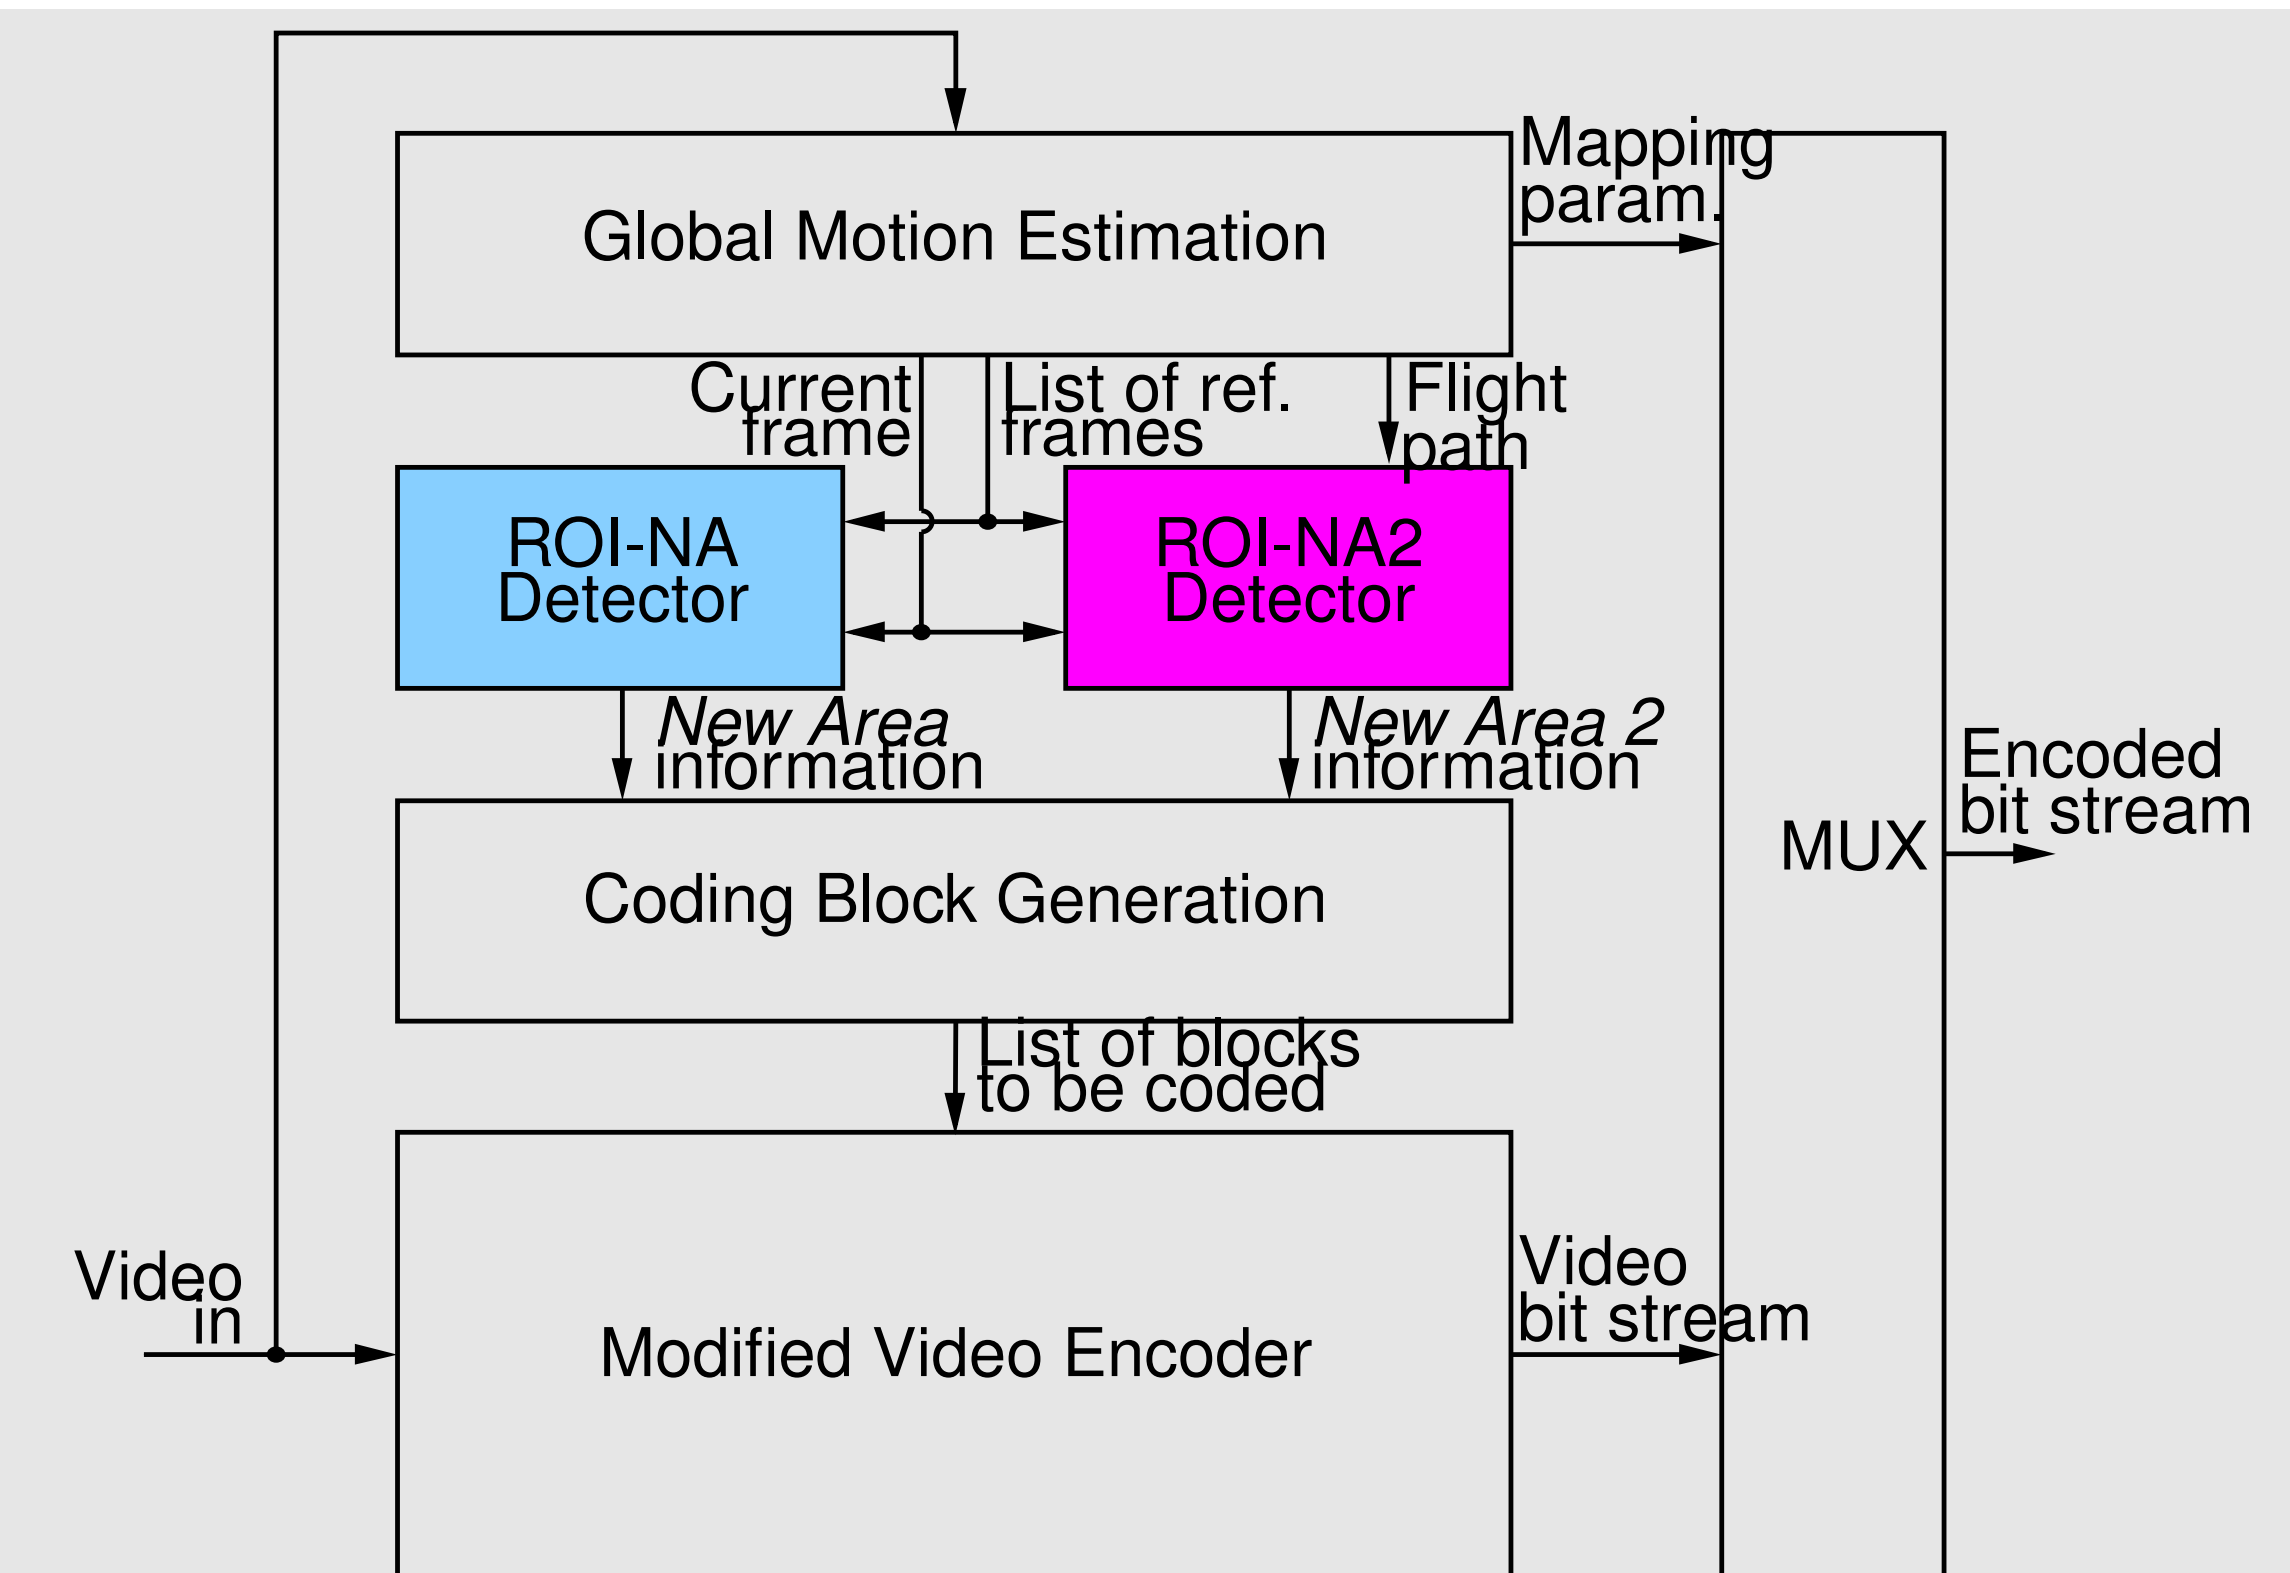 Mapping
param.
Global Motion Estimation
Current
frame
List of ref.
frames
Flight
path
ROI-NA
Detector
ROI-NA2
Detector
New Area
information
New Area 2
information
Encoded
bit stream
MUX
Coding Block Generation
List of blocks
to be coded
Video
in
Modified Video Encoder
Video
bit stream